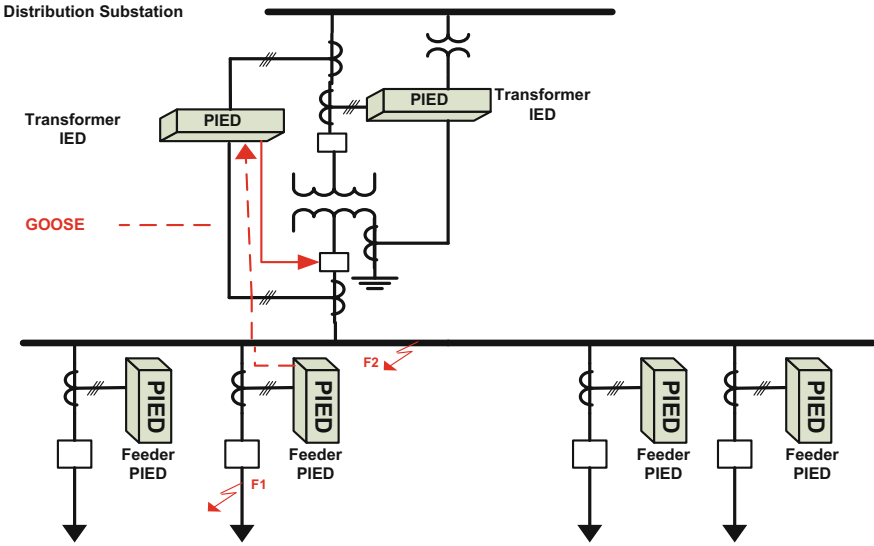 Distribution Substation
PIED
Transformer
IED
PIED
Transformer
IED
GOOSE
F2
PIED
Feeder
PIED
PIED
Feeder
PIED
F1
PIED
Feeder
PIED
PIED
Feeder
PIED